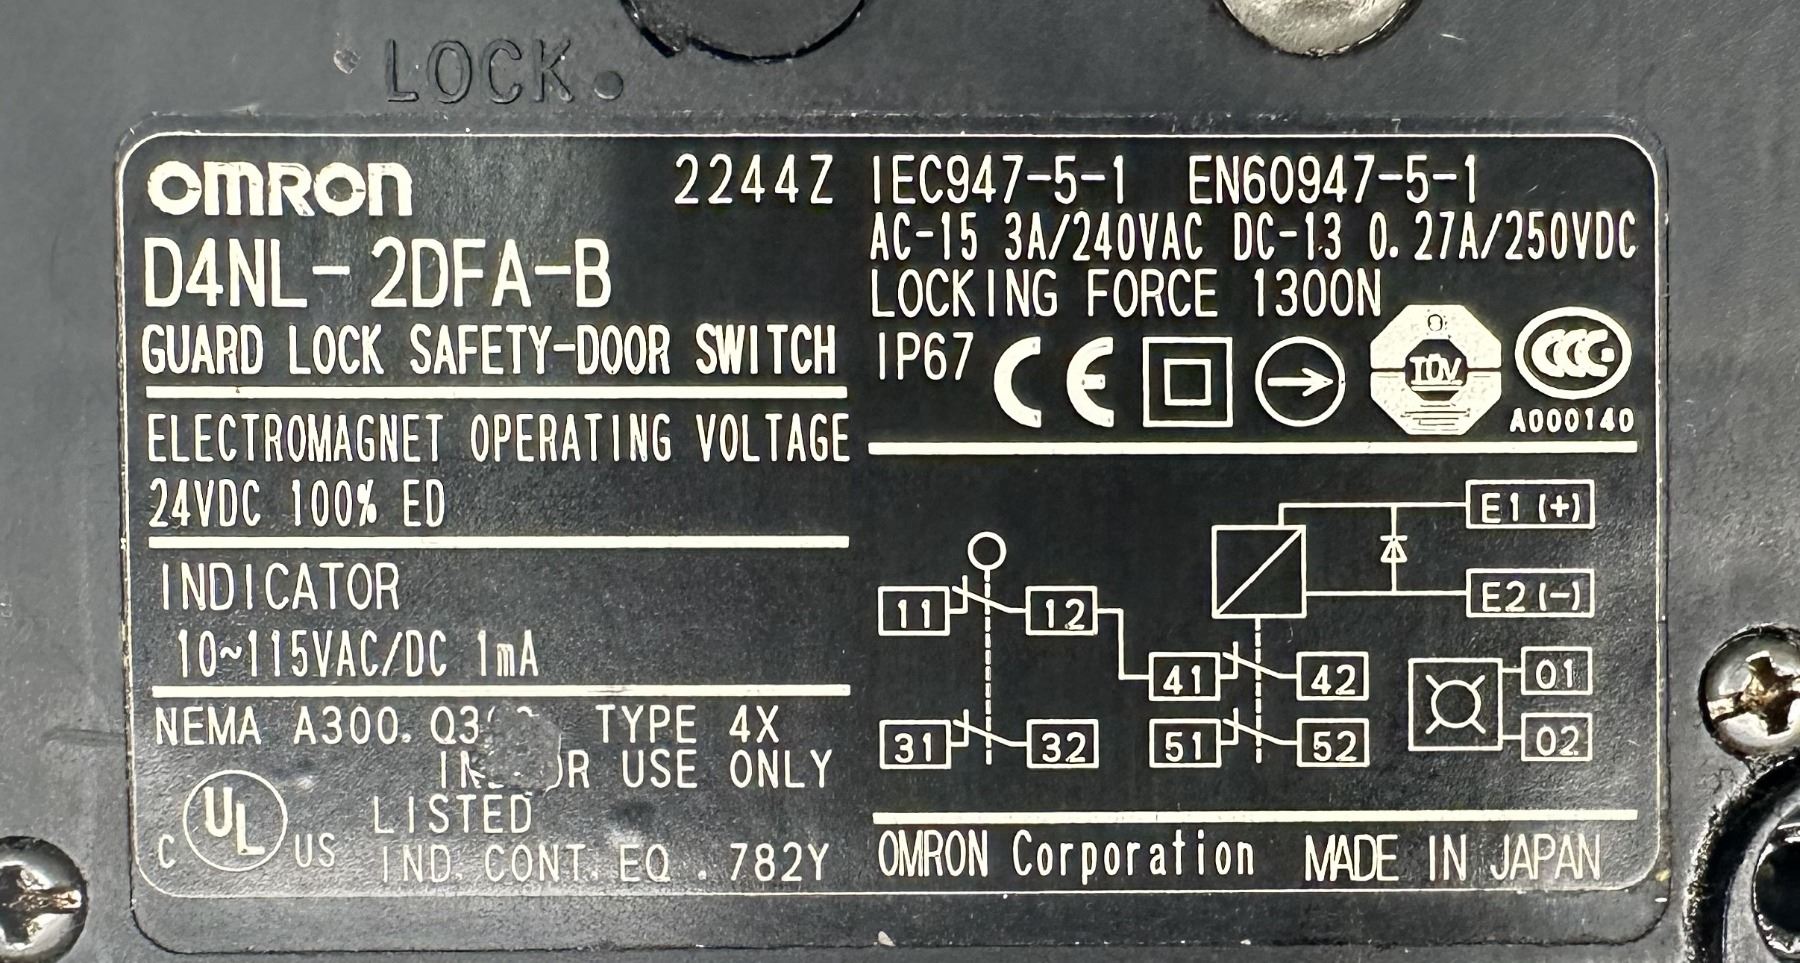 LOCK.
OMRON 2244Z
D4NL-2DFA-B
GUARD LOCK SAFETY-DOOR SWITCH
ELECTROMAGNET OPERATING VOLTAGE
24VDC 100% ED
INDICATOR
10~115VAC/DC 1mA
NEMA A300. TYPE 4X
USE ONLY
C UL US LISTED
IND. CONT. EQ. 782Y
IEC947-5-1 EN60947-5-1
AC-15 3A/240VAC DC-13 0.27A/250VDC
LOCKING FORCE 1300N
IP67 CE TÜV CCC
A000140
E1 (+)
E2 (-)
11 12
41 42 01
31 32 51 52 02
OMRON Corporation MADE IN JAPAN